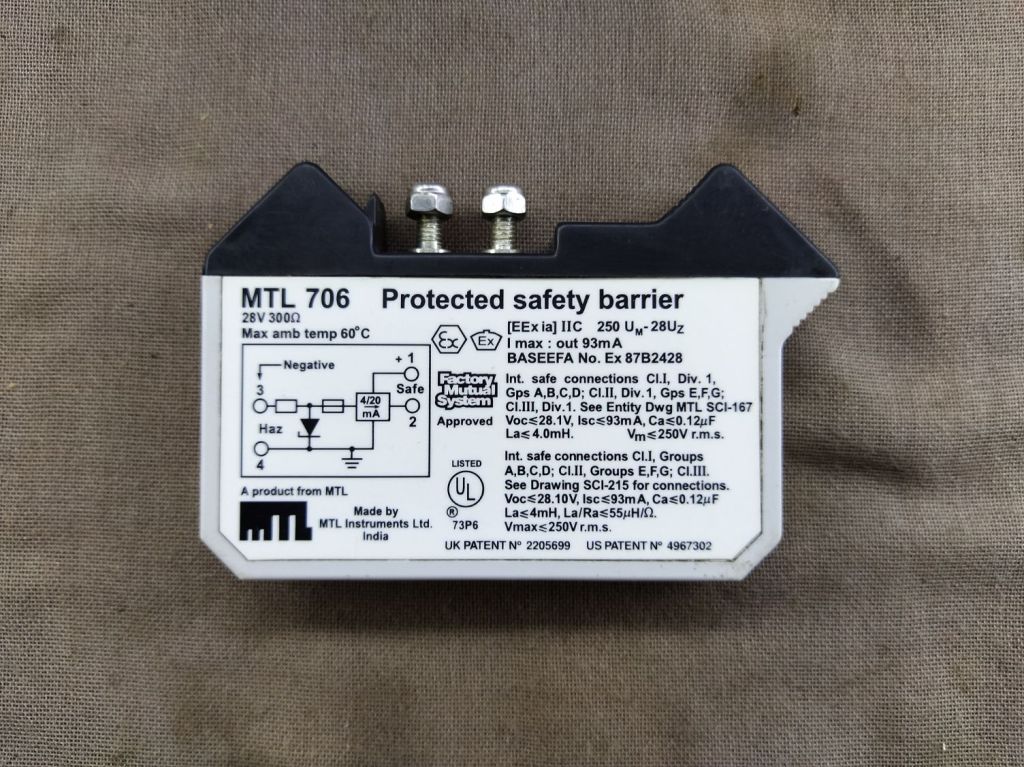 MTL 706 Protected safety barrier
28V 300Ω
Max amb temp 60°C
Negative
+ 1
3
4/20
mA
Safe
2
Haz
4
A product from MTL
MTL
Made by
MTL Instruments Ltd.
India
Ex Ex
[EEx ia] IIC 250 UM-28UZ
I max : out 93mA
BASEEFA No. Ex 87B2428
Factory
Mutual
System
Approved
Int. safe connections Cl.I, Div. 1,
Gps A,B,C,D; Cl.II, Div.1, Gps E,F,G;
Cl.III, Div.1. See Entity Dwg MTL SCI-167
Voc≤28.1V, Isc≤93mA, Ca≤0.12µF
La≤ 4.0mH. Vm≤250V r.m.s.
LISTED
UL
®
73P6
Int. safe connections Cl.I, Groups
A,B,C,D; Cl.II, Groups E,F,G; Cl.III.
See Drawing SCI-215 for connections.
Voc≤28.10V, Isc≤93mA, Ca≤0.12µF
La≤4mH, La/Ra≤55µH/Ω.
Vmax≤250V r.m.s.
UK PATENT Nº 2205699 US PATENT Nº 4967302